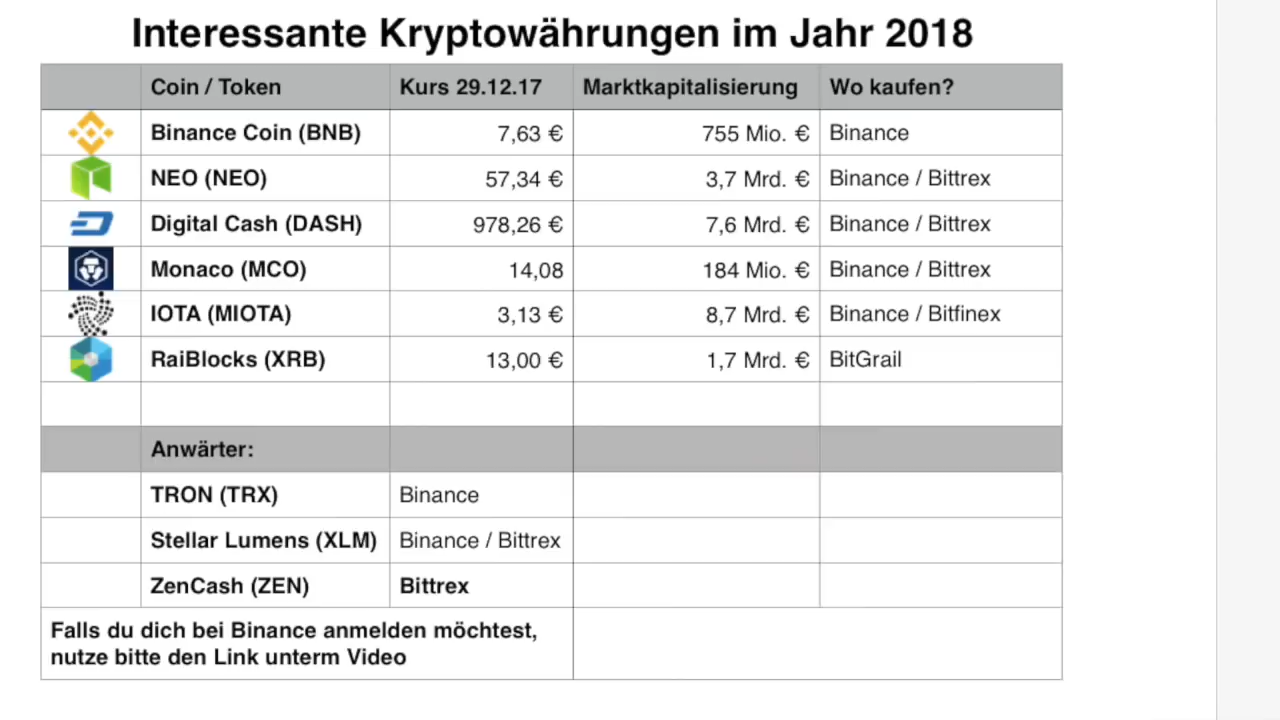 Interessante Kryptowährungen im Jahr 2018
Coin / Token Kurs 29.12.17 Marktkapitalisierung Wo kaufen?
Binance Coin (BNB) 7,63 € 755 Mio. € Binance
NEO (NEO) 57,34 € 3,7 Mrd. € Binance / Bittrex
Digital Cash (DASH) 978,26 € 7,6 Mrd. € Binance / Bittrex
Monaco (MCO) 14,08 184 Mio. € Binance / Bittrex
IOTA (MIOTA) 3,13 € 8,7 Mrd. € Binance / Bitfinex
RaiBlocks (XRB) 13,00 € 1,7 Mrd. € BitGrail
Anwärter:
TRON (TRX) Binance
Stellar Lumens (XLM) Binance / Bittrex
ZenCash (ZEN) Bittrex
Falls du dich bei Binance anmelden möchtest,
nutze bitte den Link unterm Video